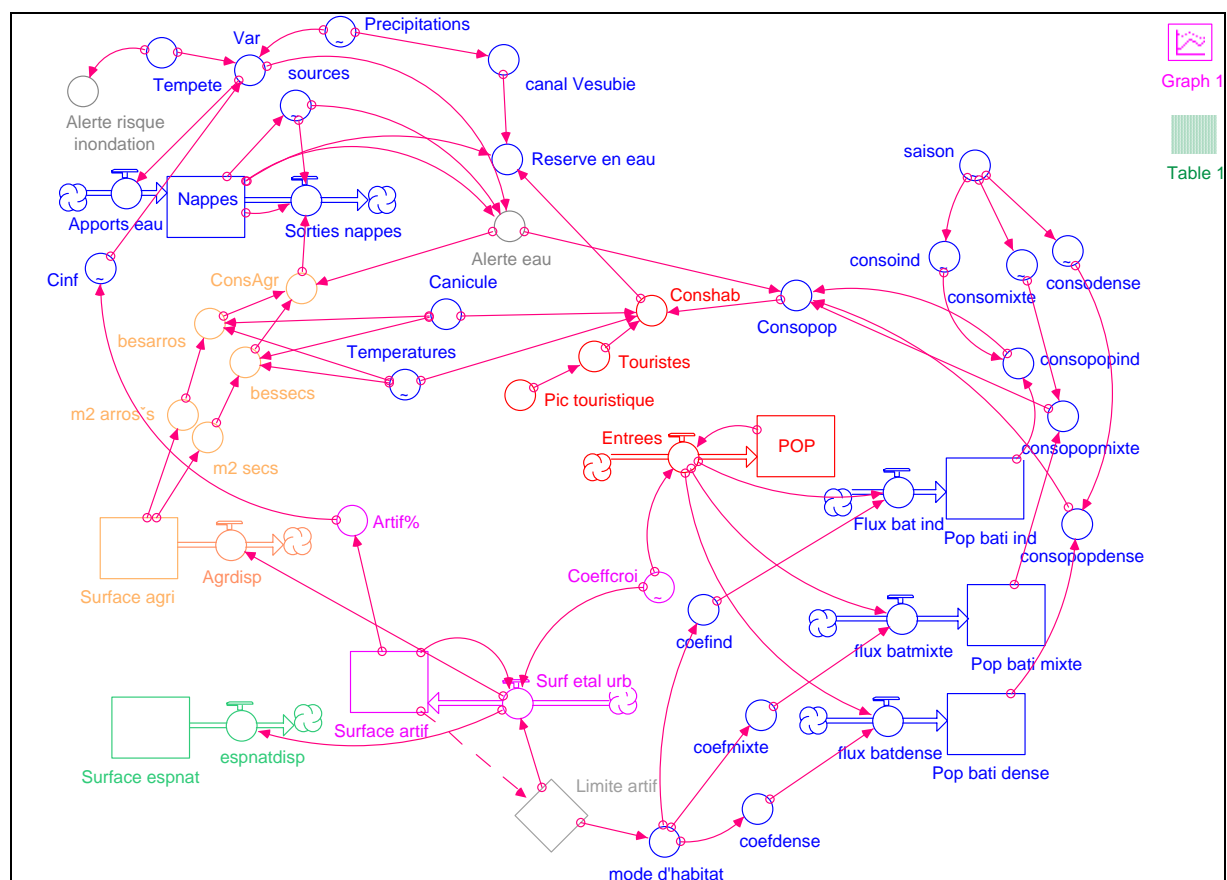 Precipitations
Var
Graph 1
Tempete
sources
canal Vesubie
Alerte risque
inondation
Reserve en eau
saison
Table 1
Nappes
Apports eau
Sorties nappes
Alerte eau
consoind
consodense
Cinf
ConsAgr
Canicule
Conshab
consomixte
Consopop
besarros
Temperatures
consopopind
bessecs
Touristes
m2 arrosˇs
Pic touristique
m2 secs
Entrees
POP
consopopmixte
Artif%
Flux bat ind
Pop bati ind
consopopdense
Agrdisp
Coeffcroi
Surface agri
coefind
flux batmixte
Pop bati mixte
Surf etal urb
Surface artif
espnatdisp
coefmixte
flux batdense
Surface espnat
Pop bati dense
Limite artif
coefdense
mode d'habitat